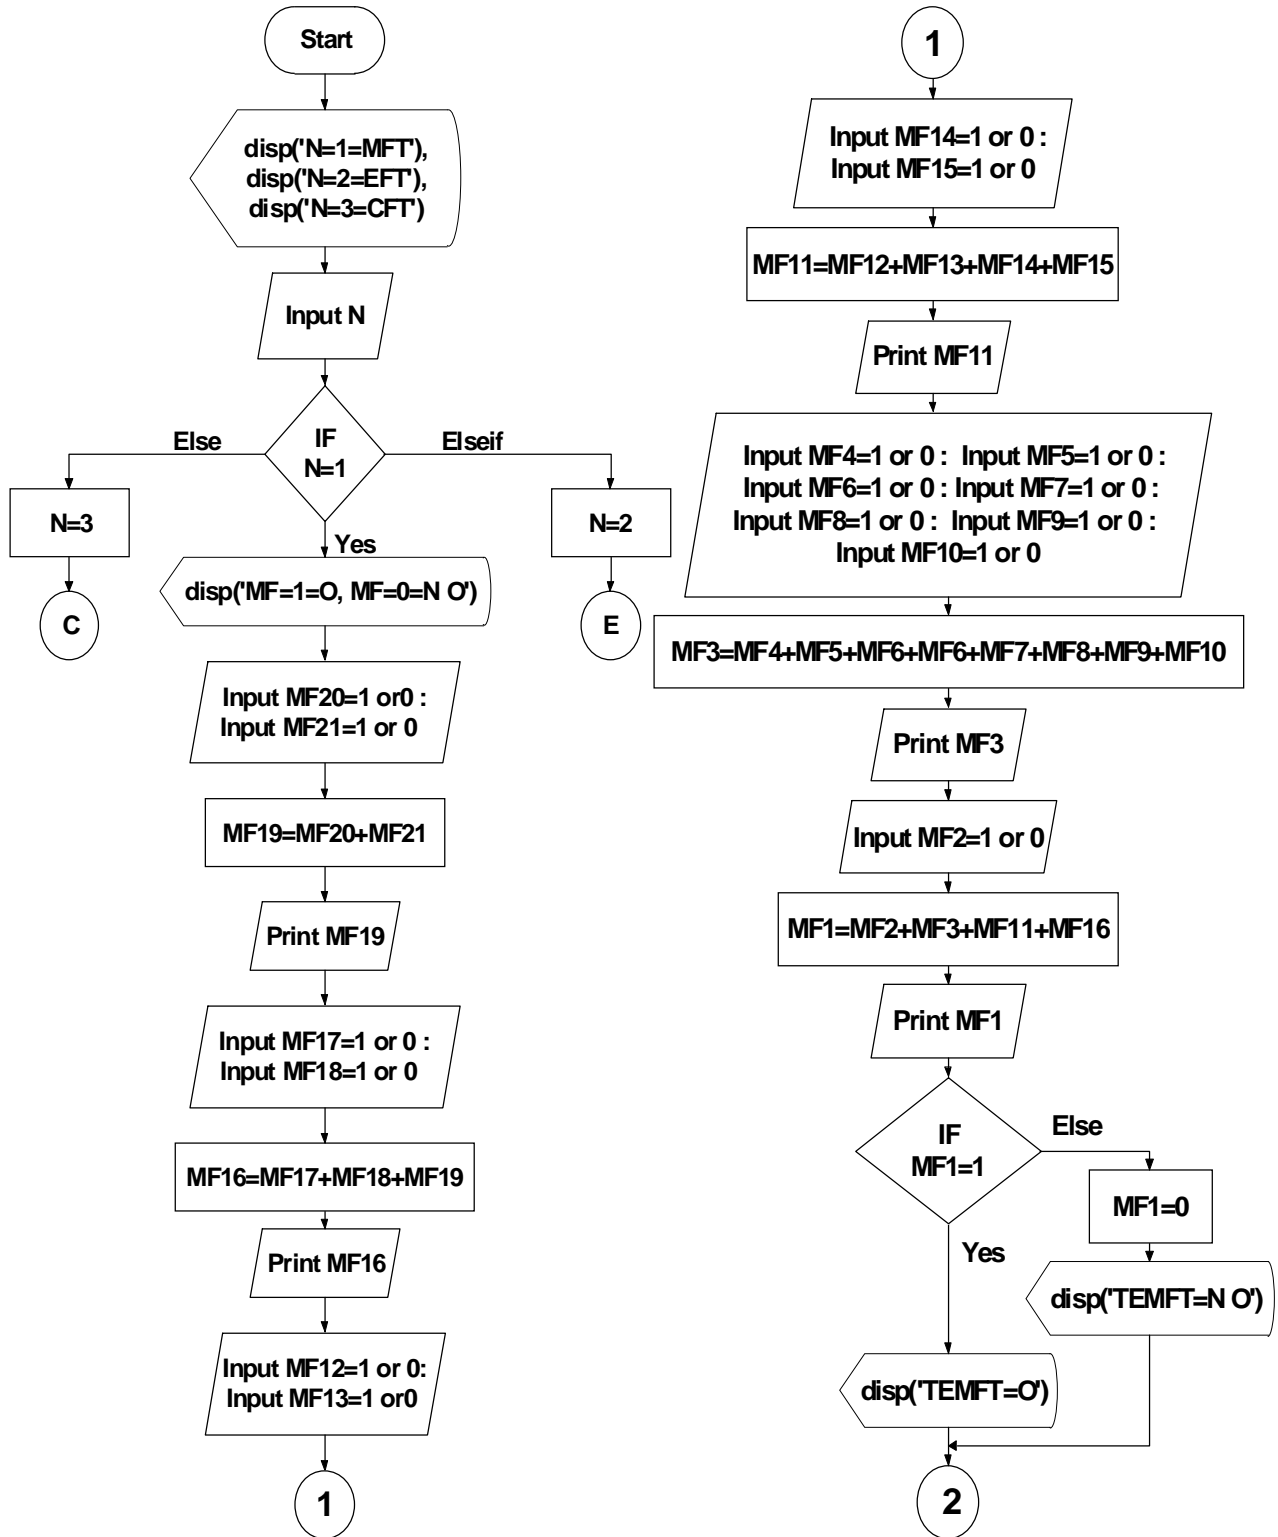 Start
disp('N=1=MFT'),
disp('N=2=EFT'),
disp('N=3=CFT')
Input N
IF
N=1
Else
Elseif
N=3
N=2
Yes
C
E
disp('MF=1=O, MF=0=N O')
Input MF20=1 or0 :
Input MF21=1 or 0
MF19=MF20+MF21
Print MF19
Input MF17=1 or 0 :
Input MF18=1 or 0
MF16=MF17+MF18+MF19
Print MF16
Input MF12=1 or 0:
Input MF13=1 or0
1
1
Input MF14=1 or 0 :
Input MF15=1 or 0
MF11=MF12+MF13+MF14+MF15
Print MF11
Input MF4=1 or 0 : Input MF5=1 or 0 :
Input MF6=1 or 0 : Input MF7=1 or 0 :
Input MF8=1 or 0 : Input MF9=1 or 0 :
Input MF10=1 or 0
MF3=MF4+MF5+MF6+MF6+MF7+MF8+MF9+MF10
Print MF3
Input MF2=1 or 0
MF1=MF2+MF3+MF11+MF16
Print MF1
IF
MF1=1
Else
MF1=0
Yes
disp('TEMFT=N O')
disp('TEMFT=O')
2